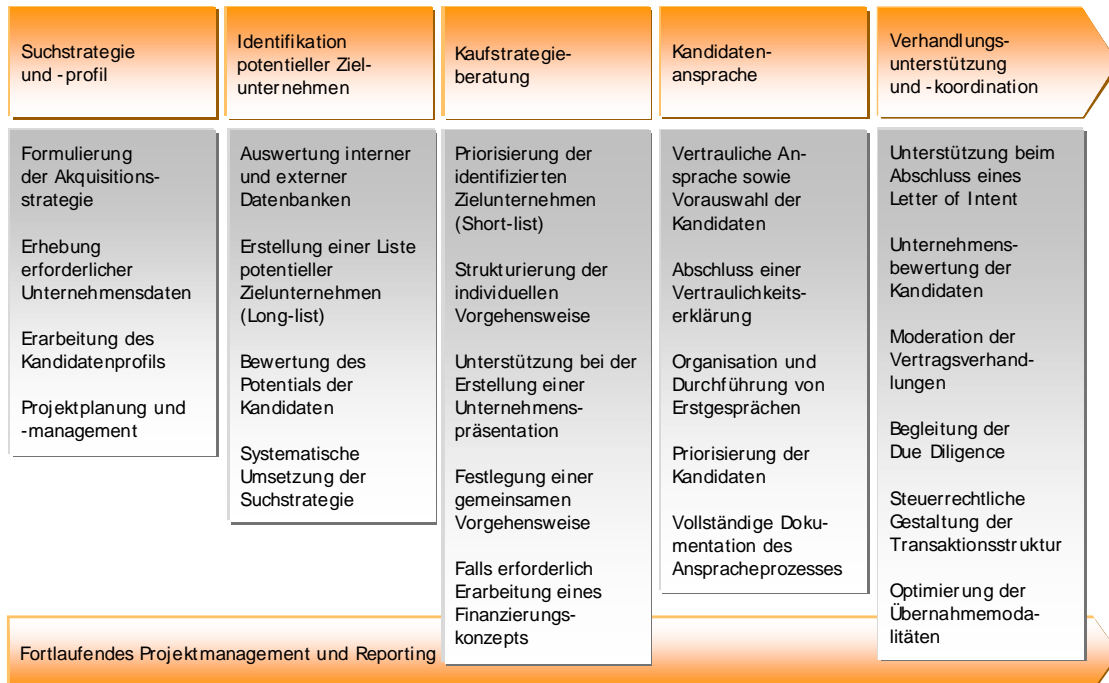 Suchstrategie
und -profil
Identifikation
potentieller Ziel-
unternehmen
Kaufstrategie-
beratung
Kandidaten-
ansprache
Verhandlungs-
unterstützung
und -koordination
Formulierung
der Akquisitions-
strategie
Erhebung
erforderlicher
Unternehmensdaten
Erarbeitung des
Kandidatenprofils
Projektplanung und
-management
Auswertung interner
und externer
Datenbanken
Erstellung einer Liste
potentieller
Zielunternehmen
(Long-list)
Bewertung des
Potentials der
Kandidaten
Systematische
Umsetzung der
Suchstrategie
Priorisierung der
identifizierten
Zielunternehmen
(Short-list)
Strukturierung der
individuellen
Vorgehensweise
Unterstützung bei der
Erstellung einer
Unternehmens-
präsentation
Festlegung einer
gemeinsamen
Vorgehensweise
Falls erforderlich
Erarbeitung eines
Finanzierungs-
konzepts
Vertrauliche An-
sprache sowie
Vorauswahl der
Kandidaten
Abschluss einer
Vertraulichkeits-
erklärung
Organisation und
Durchführung von
Erstgesprächen
Priorisierung der
Kandidaten
Vollständige Doku-
mentation des
Anspracheprozesses
Unterstützung beim
Abschluss eines
Letter of Intent
Unternehmens-
bewertung der
Kandidaten
Moderation der
Vertragsverhand-
lungen
Begleitung der
Due Diligence
Steuerrechtliche
Gestaltung der
Transaktionsstruktur
Optimierung der
Übernahmemoda-
litäten
Fortlaufendes Projektmanagement und Reporting